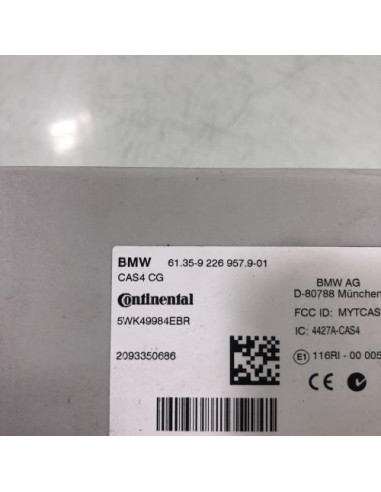 BMW 61.35-9 226 957.9-01
CAS4 CG
Continental
5WK49984EBR
2093350686
BMW AG
D-80788 München
FCC ID: MYTCAS
IC: 4427A-CAS4
E1 116RI - 00 005
CE